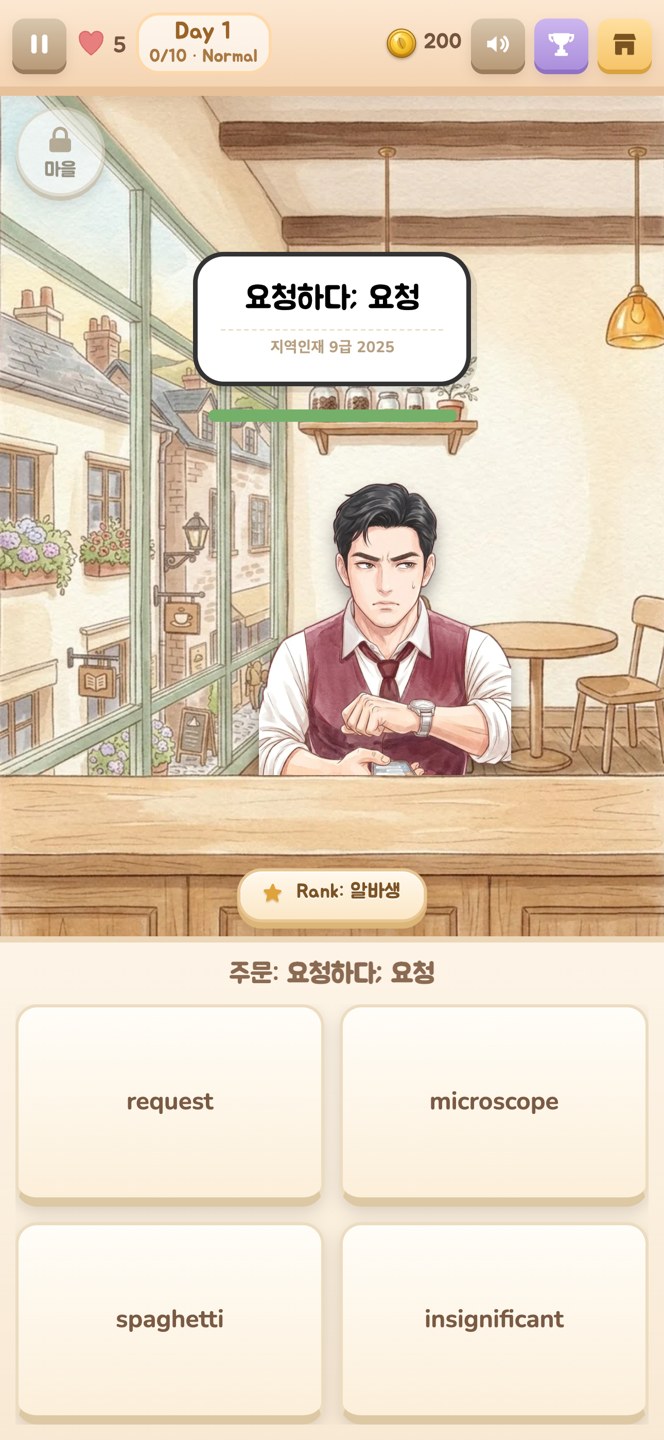 5
Day 1
0/10 · Normal
200
마을
요청하다; 요청
지역인재 9급 2025
Rank: 알바생
주문: 요청하다; 요청
request
microscope
spaghetti
insignificant